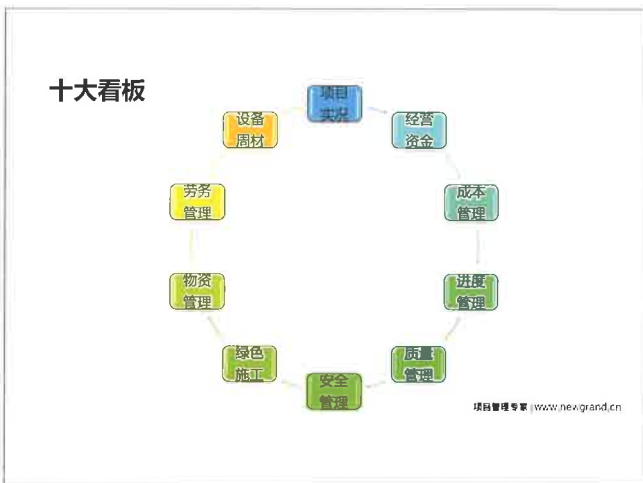 十大看板
项目
实况
经营
资金
成本
管理
进度
管理
质量
管理
安全
管理
绿色
施工
物资
管理
劳务
管理
设备
周材
项目管理专家 | www.newgrand.cn